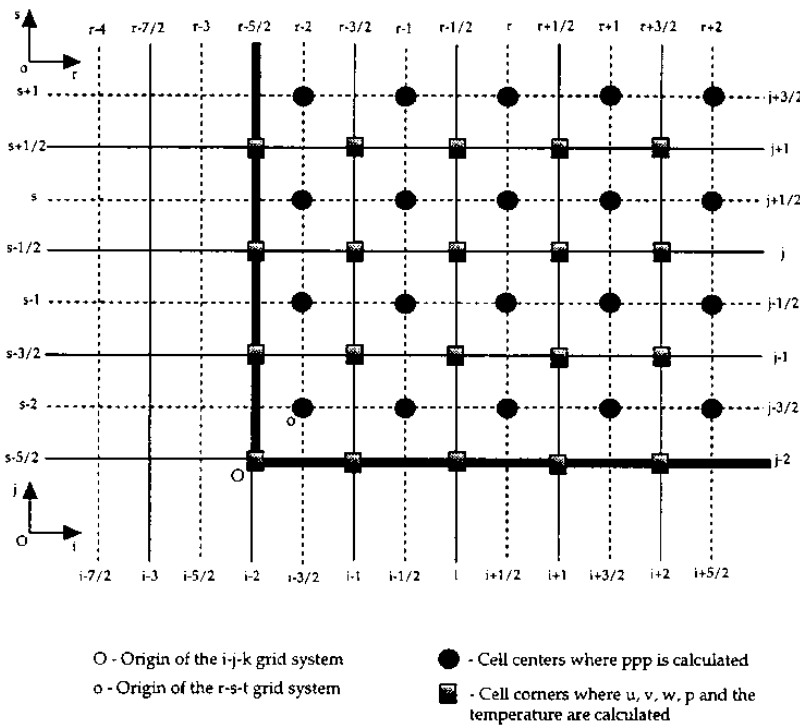 s r-4 r-7/2 r-3 r-5/2 r-2 r-3/2 r-1 r-1/2 r r+1/2 r+1 r+3/2 r+2
o r
s+1 j+3/2
s+1/2 j+1
s j+1/2
s-1/2 j
s-1 j-1/2
s-3/2 j-1
s-2 j-3/2
o
s-5/2 j-2
O
j
O i
i-7/2 i-3 i-5/2 i-2 i-3/2 i-1 i-1/2 i i+1/2 i+1 i+3/2 i+2 i+5/2
O - Origin of the i-j-k grid system
o - Origin of the r-s-t grid system
- Cell centers where ppp is calculated
- Cell corners where u, v, w, p and the
temperature are calculated